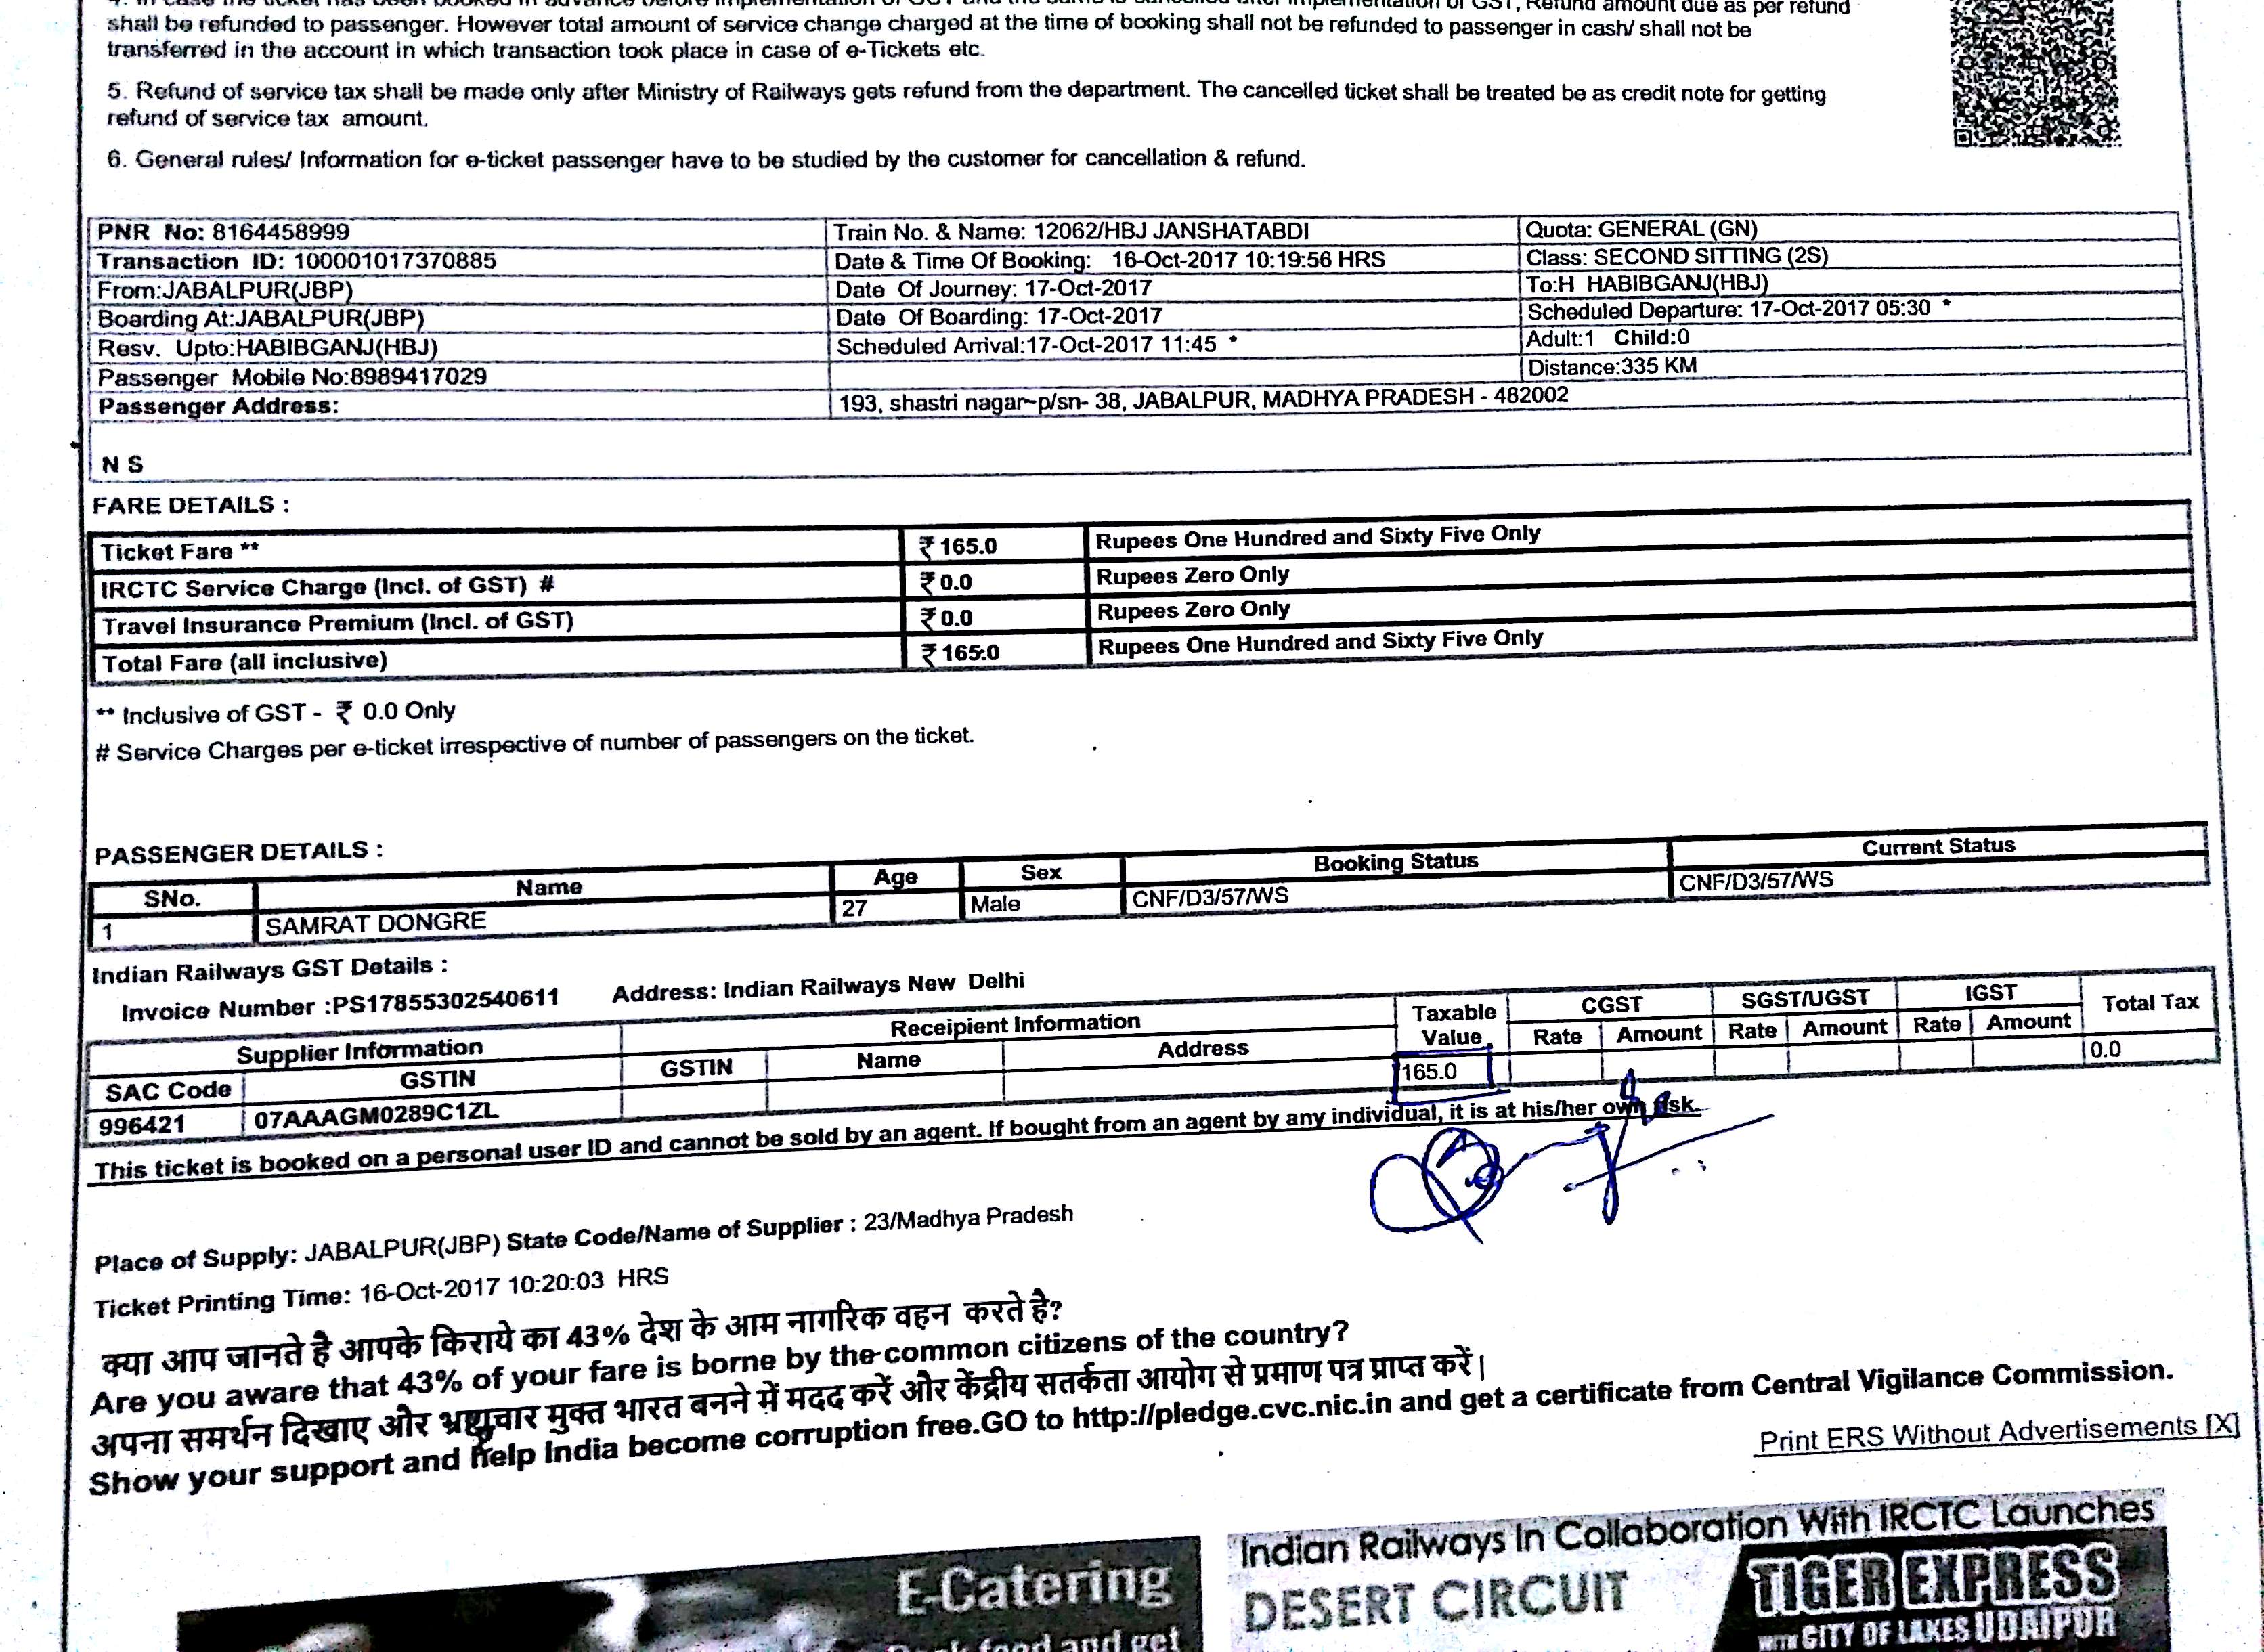 4. In case the ticket has been booked in advance before implementation of GST and the same is cancelled after implementation of GST, Refund amount due as per refund
shall be refunded to passenger. However total amount of service change charged at the time of booking shall not be refunded to passenger in cash/ shall not be
transferred in the account in which transaction took place in case of e-Tickets etc.
5. Refund of service tax shall be made only after Ministry of Railways gets refund from the department. The cancelled ticket shall be treated be as credit note for getting
refund of service tax amount.
6. General rules/ Information for e-ticket passenger have to be studied by the customer for cancellation & refund.
PNR No: 8164458999 Train No. & Name: 12062/HBJ JANSHATABDI Quota: GENERAL (GN)
Transaction ID: 100001017370885 Date & Time Of Booking: 16-Oct-2017 10:19:56 HRS Class: SECOND SITTING (2S)
From:JABALPUR(JBP) Date Of Journey: 17-Oct-2017 To:H HABIBGANJ(HBJ)
Boarding At:JABALPUR(JBP) Date Of Boarding: 17-Oct-2017 Scheduled Departure: 17-Oct-2017 05:30 *
Resv. Upto:HABIBGANJ(HBJ) Scheduled Arrival:17-Oct-2017 11:45 * Adult:1 Child:0
Passenger Mobile No:8989417029 Distance:335 KM
Passenger Address: 193, shastri nagar~p/sn- 38, JABALPUR, MADHYA PRADESH - 482002
N S
FARE DETAILS :
Ticket Fare ** ₹ 165.0 Rupees One Hundred and Sixty Five Only
IRCTC Service Charge (Incl. of GST) # ₹ 0.0 Rupees Zero Only
Travel Insurance Premium (Incl. of GST) ₹ 0.0 Rupees Zero Only
Total Fare (all inclusive) ₹ 165.0 Rupees One Hundred and Sixty Five Only
** Inclusive of GST - ₹ 0.0 Only
# Service Charges per e-ticket irrespective of number of passengers on the ticket.
PASSENGER DETAILS :
SNo. Name Age Sex Booking Status Current Status
1 SAMRAT DONGRE 27 Male CNF/D3/57/WS CNF/D3/57/WS
Indian Railways GST Details :
Invoice Number :PS17855302540611 Address: Indian Railways New Delhi
Supplier Information Receipient Information Taxable Value CGST SGST/UGST IGST Total Tax
SAC Code GSTIN GSTIN Name Address Rate Amount Rate Amount Rate Amount
996421 07AAAGM0289C1ZL 165.0 0.0
This ticket is booked on a personal user ID and cannot be sold by an agent. If bought from an agent by any individual, it is at his/her own risk.
Place of Supply: JABALPUR(JBP) State Code/Name of Supplier : 23/Madhya Pradesh
Ticket Printing Time: 16-Oct-2017 10:20:03 HRS
क्या आप जानते है आपके किराये का 43% देश के आम नागरिक वहन करते है?
Are you aware that 43% of your fare is borne by the common citizens of the country?
अपना समर्थन दिखाए और भ्रष्टाचार मुक्त भारत बनने में मदद करें और केंद्रीय सतर्कता आयोग से प्रमाण पत्र प्राप्त करें|
Show your support and help India become corruption free.GO to http://pledge.cvc.nic.in and get a certificate from Central Vigilance Commission.
Print ERS Without Advertisements [X]
E-Catering
food and get
Indian Railways In Collaboration With IRCTC Launches
DESERT CIRCUIT
TIGER EXPRESS
WITH CITY OF LAKES UDAIPUR